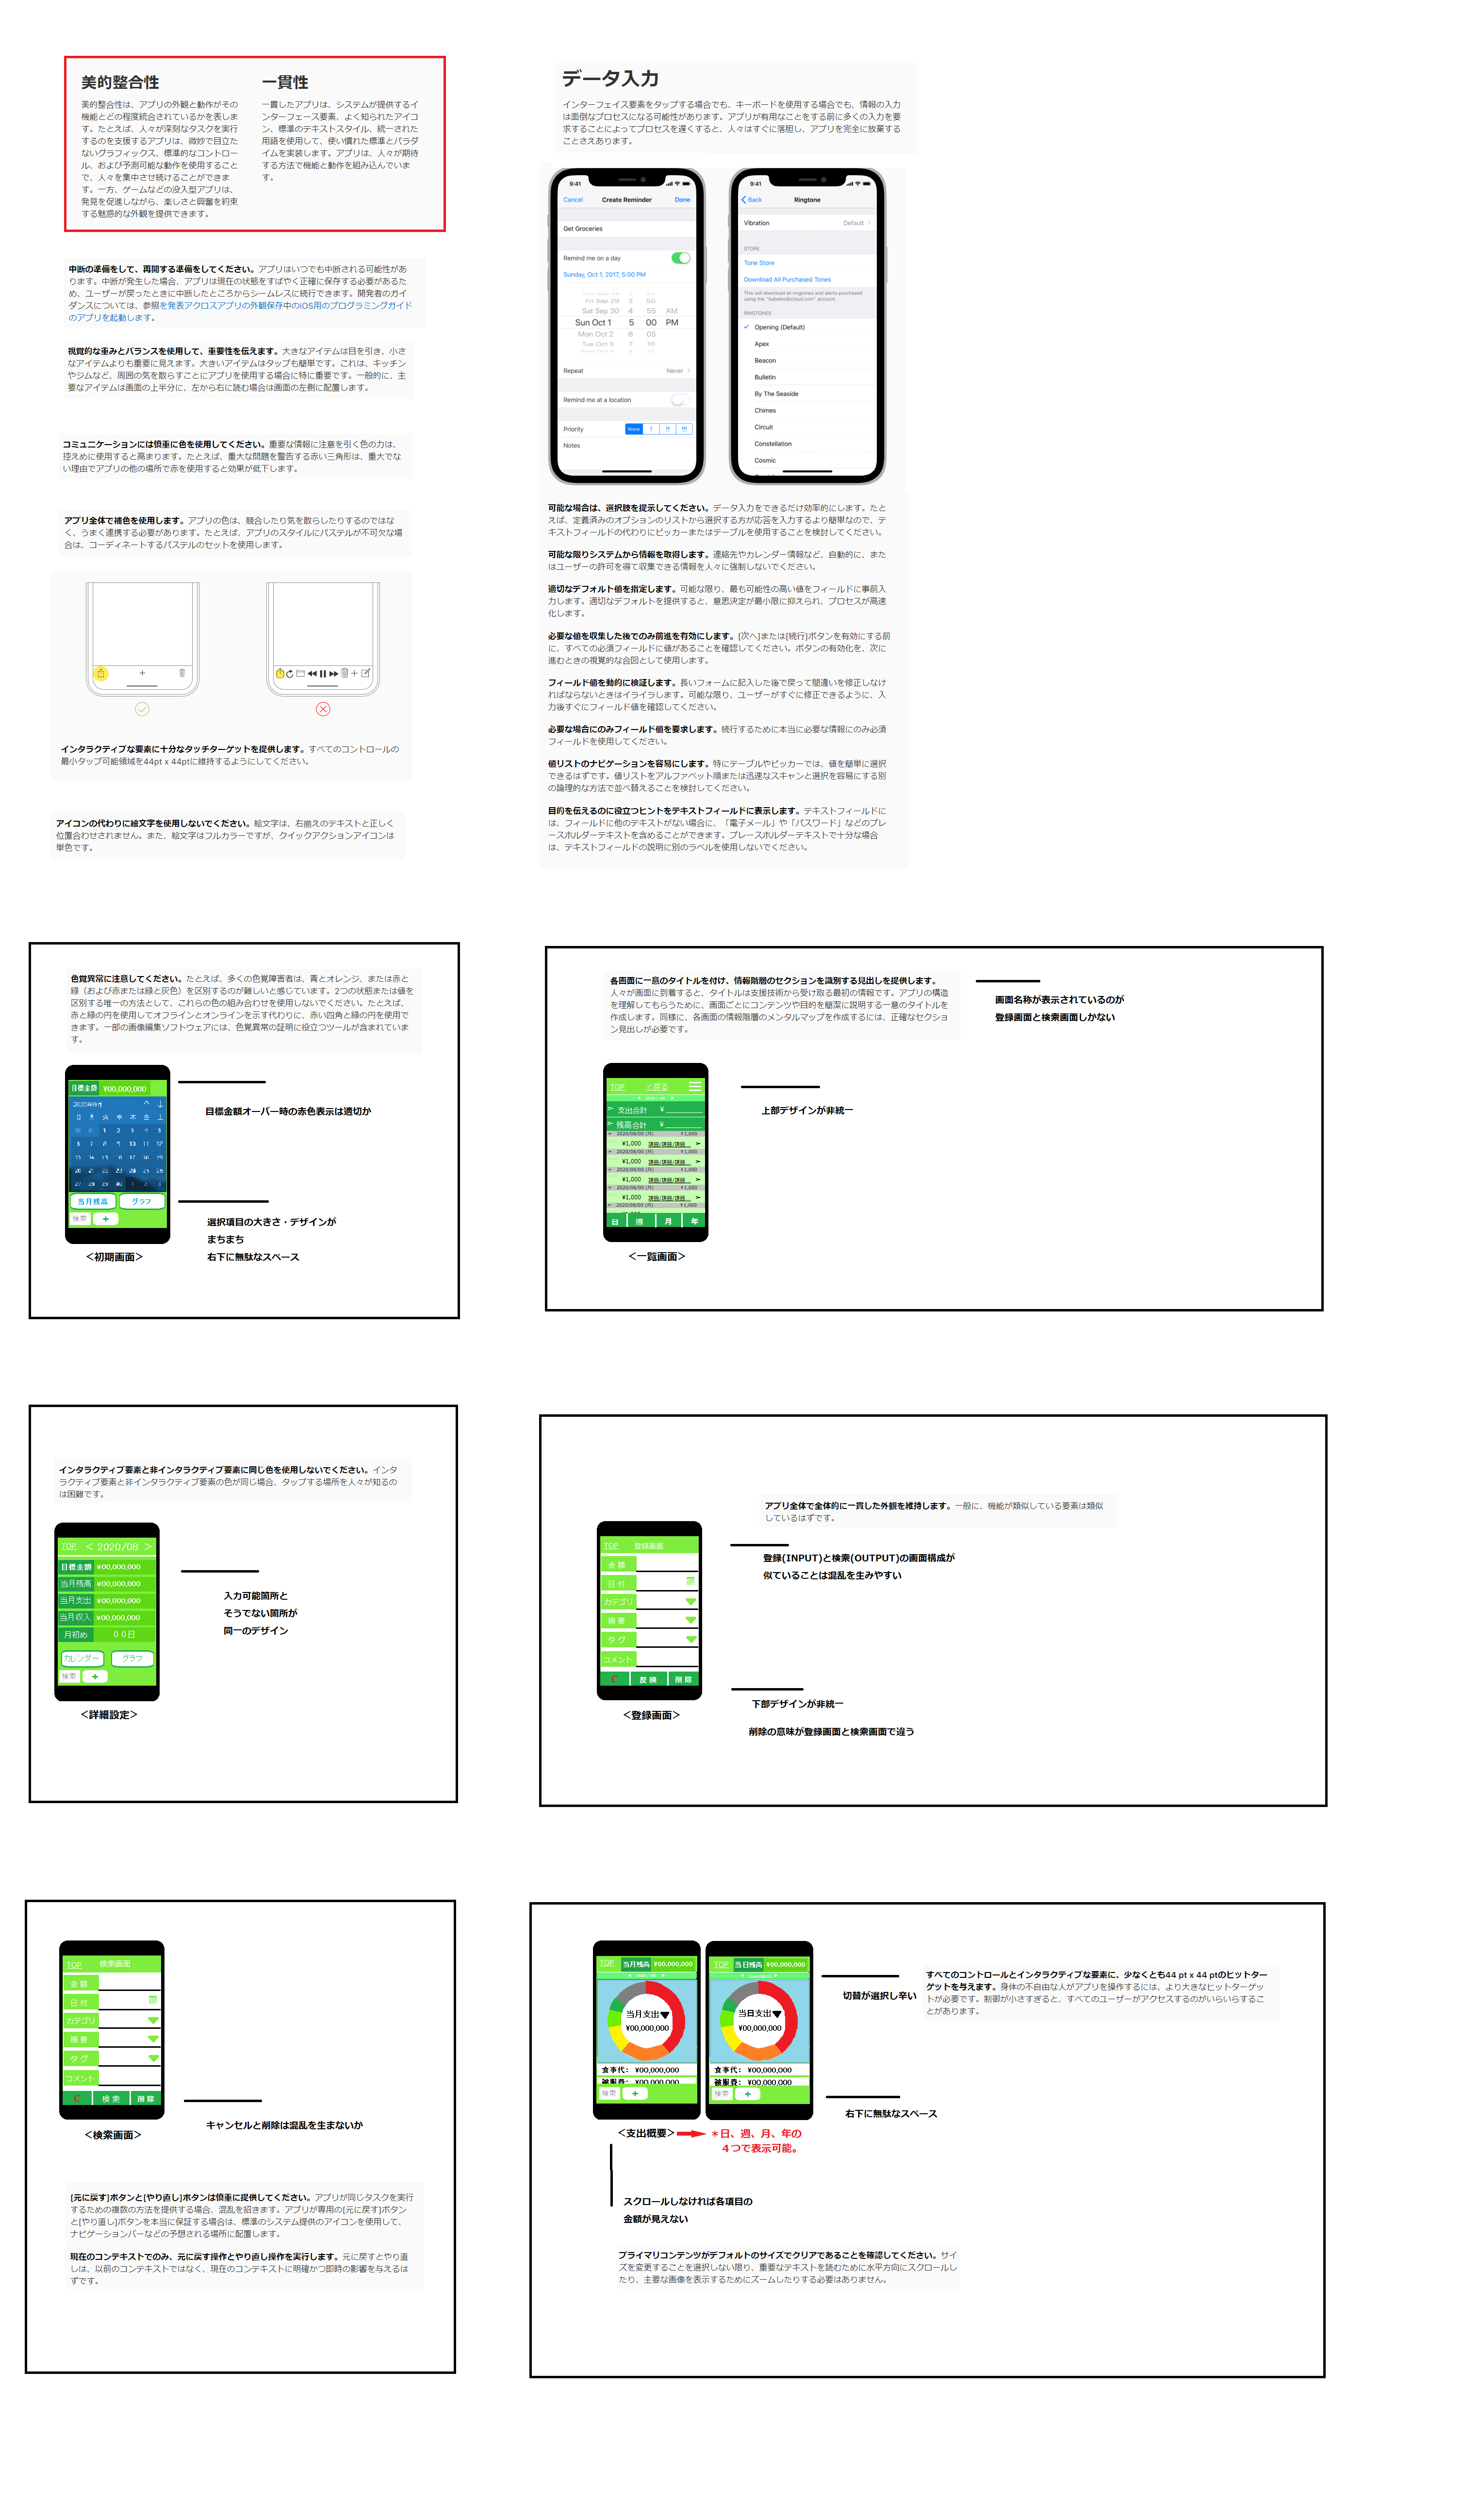 美的整合性
美的整合性は、アプリの外観と動作がその
機能とどの程度統合されているかを表しま
す。たとえば、人々が深刻なタスクを実行
するのを支援するアプリは、微妙で目立た
ないグラフィックス、標準的なコントロー
ル、および予測可能な動作を使用すること
で、人々を集中させ続けることができま
す。一方、ゲームなどの没入型アプリは、
発見を促進しながら、楽しさと興奮を約束
する魅惑的な外観を提供できます。
一貫性
一貫したアプリは、システムが提供するイ
ンターフェース要素、よく知られたアイコ
ン、標準のテキストスタイル、統一された
用語を使用して、使い慣れた標準とパラダ
イムを実装します。アプリは、人々が期待
する方法で機能と動作を組み込んでいま
す。
中断の準備をして、再開する準備をしてください。アプリはいつでも中断される可能性があ
ります。中断が発生した場合、アプリは現在の状態をすばやく正確に保存する必要があるた
め、ユーザーが戻ったときに中断したところからシームレスに続行できます。開発者のガイ
ダンスについては、参照を発表アクロスアプリの外観保存中のiOS用のプログラミングガイド
のアプリを起動します。
視覚的な重みとバランスを使用して、重要性を伝えます。大きなアイテムは目を引き、小さ
なアイテムよりも重要に見えます。大きいアイテムはタップも簡単です。これは、キッチン
やジムなど、周囲の気を散らすことにアプリを使用する場合に特に重要です。一般的に、主
要なアイテムは画面の上半分に、左から右に読む場合は画面の左側に配置します。
コミュニケーションには慎重に色を使用してください。重要な情報に注意を引く色の力は、
控えめに使用すると高まります。たとえば、重大な問題を警告する赤い三角形は、重大でな
い理由でアプリの他の場所で赤を使用すると効果が低下します。
アプリ全体で補色を使用します。アプリの色は、競合したり気を散らしたりするのではな
く、うまく連携する必要があります。たとえば、アプリのスタイルにパステルが不可欠な場
合は、コーディネートするパステルのセットを使用します。
インタラクティブな要素に十分なタッチターゲットを提供します。すべてのコントロールの
最小タップ可能領域を44pt x 44ptに維持するようにしてください。
アイコンの代わりに絵文字を使用しないでください。絵文字は、右揃えのテキストと正しく
位置合わせされません。また、絵文字はフルカラーですが、クイックアクションアイコンは
単色です。
データ入力
インターフェイス要素をタップする場合でも、キーボードを使用する場合でも、情報の入力
は面倒なプロセスになる可能性があります。アプリが有用なことをする前に多くの入力を要
求することによってプロセスを遅くすると、人々はすぐに落胆し、アプリを完全に放棄する
ことさえあります。
9:41
Cancel Create Reminder Done
Get Groceries
Remind me on a day
Sunday, Oct 1, 2017, 5:00 PM
Fri Sep 29 3 50
Sat Sep 30 4 55 AM
Sun Oct 1 5 00 PM
Mon Oct 2 6 05
Tue Oct 3 7 10
Repeat Never
Remind me at a location
Priority None ! !! !!!
Notes
9:41
Back Ringtone
Vibration Default
STORE
Tone Store
Download All Purchased Tones
This will download all ringtones and alerts purchased
using the "kabeles@icloud.com" account.
RINGTONES
Opening (Default)
Apex
Beacon
Bulletin
By The Seaside
Chimes
Circuit
Constellation
Cosmic
可能な場合は、選択肢を提示してください。データ入力をできるだけ効率的にします。たと
えば、定義済みのオプションのリストから選択する方が応答を入力するより簡単なので、テ
キストフィールドの代わりにピッカーまたはテーブルを使用することを検討してください。
可能な限りシステムから情報を取得します。連絡先やカレンダー情報など、自動的に、また
はユーザーの許可を得て収集できる情報を人々に強制しないでください。
適切なデフォルト値を指定します。可能な限り、最も可能性の高い値をフィールドに事前入
力します。適切なデフォルトを提供すると、意思決定が最小限に抑えられ、プロセスが高速
化します。
必要な値を収集した後でのみ前進を有効にします。[次へ]または[続行]ボタンを有効にする前
に、すべての必須フィールドに値があることを確認してください。ボタンの有効化を、次に
進むときの視覚的な合図として使用します。
フィールド値を動的に検証します。長いフォームに記入した後で戻って間違いを修正しなけ
ればならないときはイライラします。可能な限り、ユーザーがすぐに修正できるように、入
力後すぐにフィールド値を確認してください。
必要な場合にのみフィールド値を要求します。続行するために本当に必要な情報にのみ必須
フィールドを使用してください。
値リストのナビゲーションを容易にします。特にテーブルやピッカーでは、値を簡単に選択
できるはずです。値リストをアルファベット順または迅速なスキャンと選択を容易にする別
の論理的な方法で並べ替えることを検討してください。
目的を伝えるのに役立つヒントをテキストフィールドに表示します。テキストフィールドに
は、フィールドに他のテキストがない場合に、「電子メール」や「パスワード」などのプレ
ースホルダーテキストを含めることができます。プレースホルダーテキストで十分な場合
は、テキストフィールドの説明に別のラベルを使用しないでください。
色覚異常に注意してください。たとえば、多くの色覚障害者は、青とオレンジ、または赤と
緑（および赤または緑と灰色）を区別するのが難しいと感じています。2つの状態または値を
区別する唯一の方法として、これらの色の組み合わせを使用しないでください。たとえば、
赤と緑の円を使用してオフラインとオンラインを示す代わりに、赤い四角と緑の円を使用で
きます。一部の画像編集ソフトウェアには、色覚異常の証明に役立つツールが含まれていま
す。
目標金額 ¥00,000,000
2020年9月
日 月 火 水 木 金 土
30 31 1 2 3 4 5
6 7 8 9 10 11 12
13 14 15 16 17 18 19
20 21 22 23 24 25 26
27 28 29 30 1 2 3
当月残高 グラフ
検索 +
＜初期画面＞
目標金額オーバー時の赤色表示は適切か
選択項目の大きさ・デザインが
まちまち
右下に無駄なスペース
各画面に一意のタイトルを付け、情報階層のセクションを識別する見出しを提供します。
人々が画面に到着すると、タイトルは支援技術から受け取る最初の情報です。アプリの構造
を理解してもらうために、画面ごとにコンテンツや目的を簡潔に説明する一意のタイトルを
作成します。同様に、各画面の情報階層のメンタルマップを作成するには、正確なセクショ
ン見出しが必要です。
画面名称が表示されているのが
登録画面と検索画面しかない
TOP ⇦戻る
◀ 2020 / 09 ▶
➣ 支出合計 ¥
➣ 残高合計 ¥
2020/08/00 (月) ¥1,000
¥1,000 項目/項目/項目 ➢
2020/08/00 (月) ¥1,000
¥1,000 項目/項目/項目 ➢
2020/08/00 (月) ¥1,000
¥1,000 項目/項目/項目 ➢
2020/08/00 (月) ¥1,000
¥1,000 項目/項目/項目 ➢
2020/08/00 (月) ¥1,000
日 週 月 年
＜一覧画面＞
上部デザインが非統一
インタラクティブ要素と非インタラクティブ要素に同じ色を使用しないでください。インタ
ラクティブ要素と非インタラクティブ要素の色が同じ場合、タップする場所を人々が知るの
は困難です。
TOP ＜ 2020/08 ＞
目標金額 ¥00,000,000
当月残高 ¥00,000,000
当月支出 ¥00,000,000
当月収入 ¥00,000,000
月初め ００日
カレンダー グラフ
検索 +
＜詳細設定＞
入力可能箇所と
そうでない箇所が
同一のデザイン
アプリ全体で全体的に一貫した外観を維持します。一般に、機能が類似している要素は類似
しているはずです。
TOP 登録画面
金 額
日 付
カテゴリ
摘 要
タ グ
コメント
C 反 映 削 除
＜登録画面＞
登録(INPUT)と検索(OUTPUT)の画面構成が
似ていることは混乱を生みやすい
下部デザインが非統一
削除の意味が登録画面と検索画面で違う
TOP 検索画面
金 額
日 付
カテゴリ
摘 要
タ グ
コメント
C 検 索 削 除
＜検索画面＞
キャンセルと削除は混乱を生まないか
[元に戻す]ボタンと[やり直し]ボタンは慎重に提供してください。アプリが同じタスクを実行
するための複数の方法を提供する場合、混乱を招きます。アプリが専用の[元に戻す]ボタン
と[やり直し]ボタンを本当に保証する場合は、標準のシステム提供のアイコンを使用して、
ナビゲーションバーなどの予想される場所に配置します。
現在のコンテキストでのみ、元に戻す操作とやり直し操作を実行します。元に戻すとやり直
しは、以前のコンテキストではなく、現在のコンテキストに明確かつ即時の影響を与えるは
ずです。
TOP 当月残高 ¥00,000,000
当月支出▼
¥00,000,000
食事代： ¥00,000,000
被服費： ¥00,000,000
検索 +
TOP 当日残高 ¥00,000,000
当日支出▼
¥00,000,000
食事代： ¥00,000,000
被服費： ¥00,000,000
検索 +
＜支出概要＞
＊日、週、月、年の
４つで表示可能。
切替が選択し辛い
右下に無駄なスペース
すべてのコントロールとインタラクティブな要素に、少なくとも44 pt x 44 ptのヒットター
ゲットを与えます。身体の不自由な人がアプリを操作するには、より大きなヒットターゲッ
トが必要です。制御が小さすぎると、すべてのユーザーがアクセスするのがいらいらするこ
とがあります。
スクロールしなければ各項目の
金額が見えない
プライマリコンテンツがデフォルトのサイズでクリアであることを確認してください。サイ
ズを変更することを選択しない限り、重要なテキストを読むために水平方向にスクロールし
たり、主要な画像を表示するためにズームしたりする必要はありません。